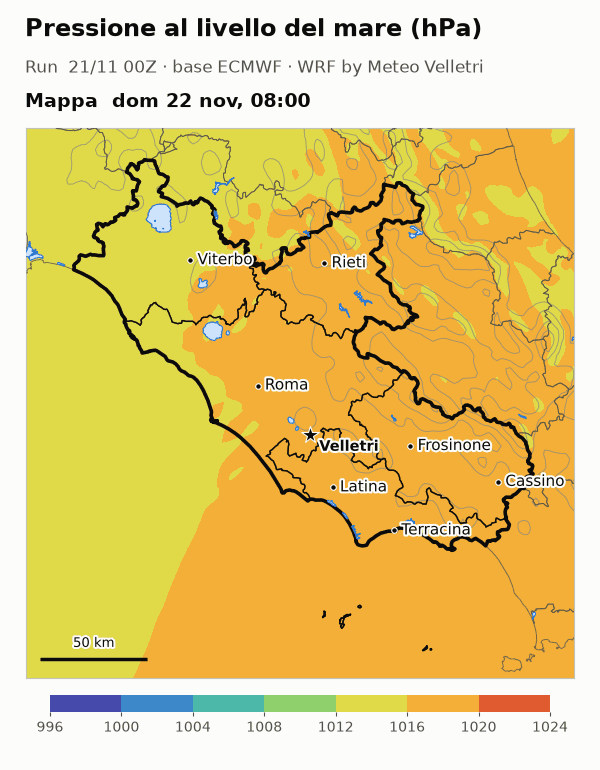 Pressione al livello del mare (hPa)
Run  21/11 00Z · base ECMWF · WRF by Meteo Velletri
Mappa  dom 22 nov, 08:00
Viterbo
Rieti
Roma
Velletri
Frosinone
Latina
Cassino
Terracina
50 km
996 1000 1004 1008 1012 1016 1020 1024